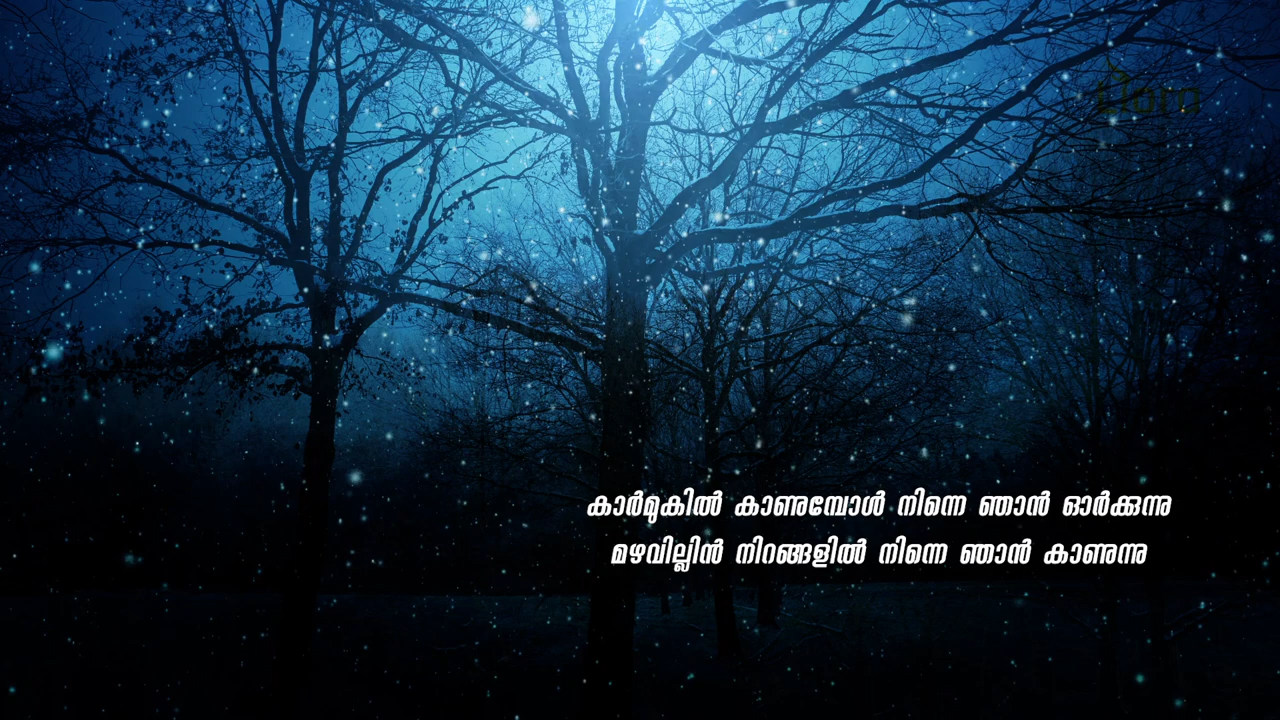 കാർമുകിൽ കാണുമ്പോൾ നിന്നെ ഞാൻ ഓർക്കുന്നു
മഴവില്ലിൻ നിറങ്ങളിൽ നിന്നെ ഞാൻ കാണുന്നു